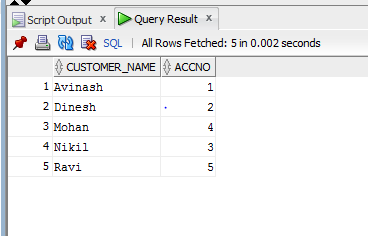 Script Output x Query Result x
SQL | All Rows Fetched: 5 in 0.002 seconds
CUSTOMER_NAME ACCNO
1 Avinash 1
2 Dinesh 2
3 Mohan 4
4 Nikil 3
5 Ravi 5